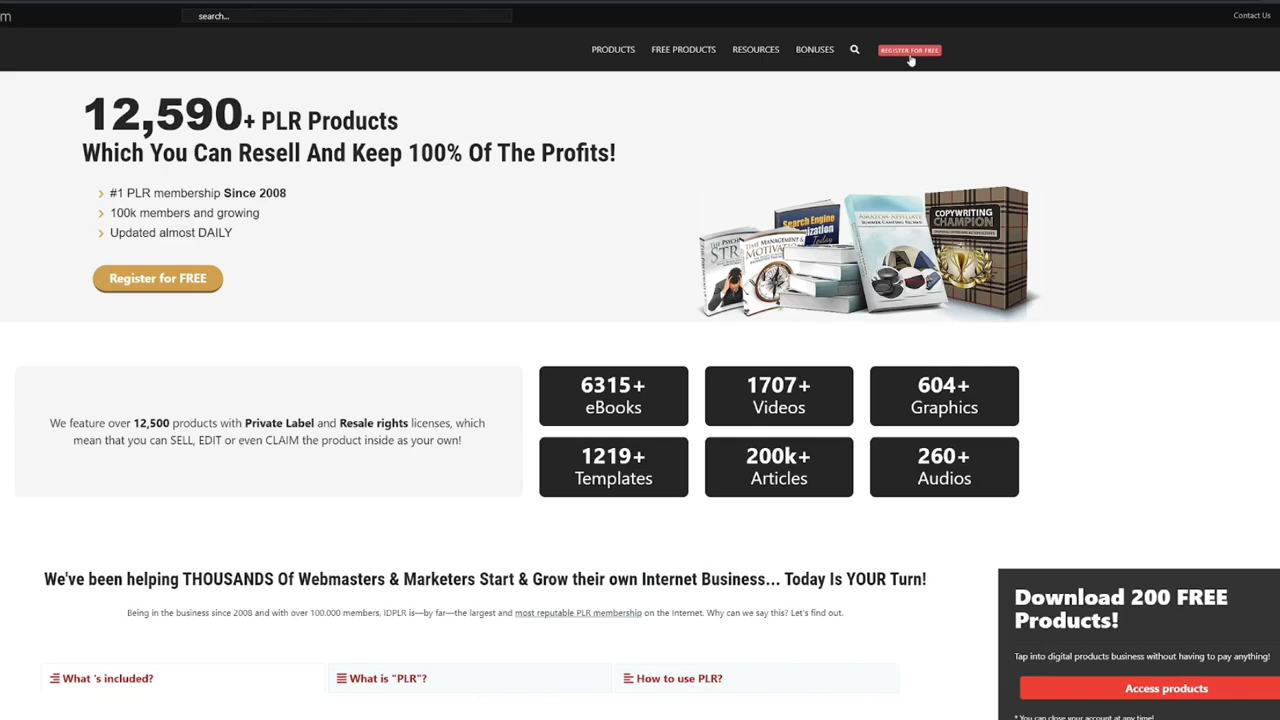 m
search...
Contact Us
PRODUCTS
FREE PRODUCTS
RESOURCES
BONUSES
REGISTER FOR FREE
12,590+ PLR Products
Which You Can Resell And Keep 100% Of The Profits!
#1 PLR membership Since 2008
100k members and growing
Updated almost DAILY
Register for FREE
Search Engine
TIME MANAGEMENT &
COPYWRITING
CHAMPION
We feature over 12,500 products with Private Label and Resale rights licenses, which
mean that you can SELL, EDIT or even CLAIM the product inside as your own!
6315+
eBooks
1707+
Videos
604+
Graphics
1219+
Templates
200k+
Articles
260+
Audios
We've been helping THOUSANDS Of Webmasters & Marketers Start & Grow their own Internet Business... Today Is YOUR Turn!
Being in the business since 2008 and with over 100.000 members, IDPLR is—by far—the largest and most reputable PLR membership on the Internet. Why can we say this? Let's find out.
What 's included?
What is "PLR"?
How to use PLR?
Download 200 FREE
Products!
Tap into digital products business without having to pay anything!
Access products
* You can close your account at any time!